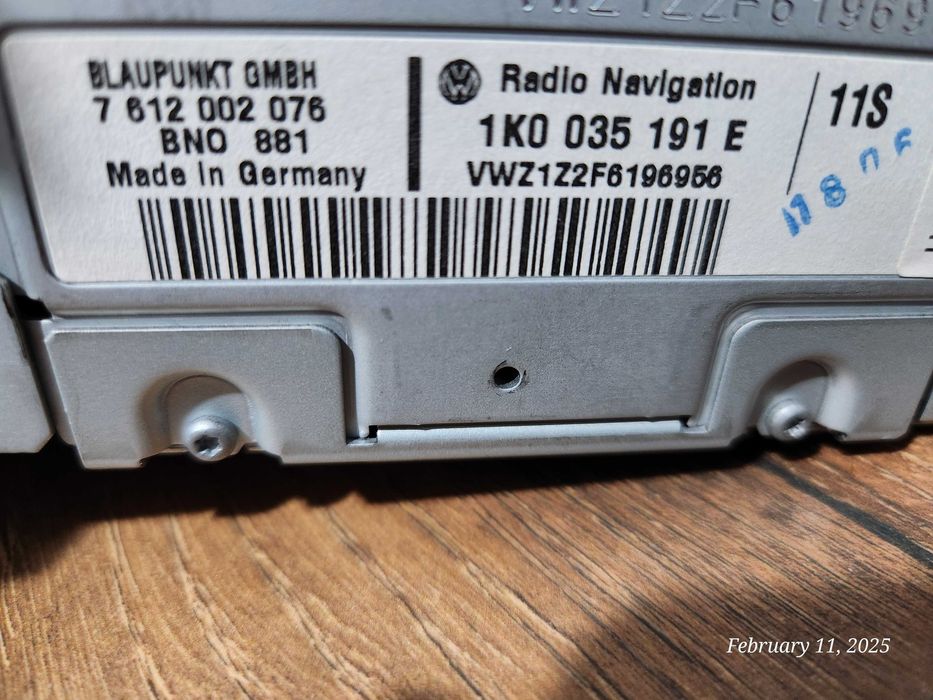 VWZ1Z2F61969
BLAUPUNKT GMBH
7 612 002 076
BNO 881
Made in Germany
Radio Navigation
1K0 035 191 E
VWZ1Z2F6196956
11S
February 11, 2025